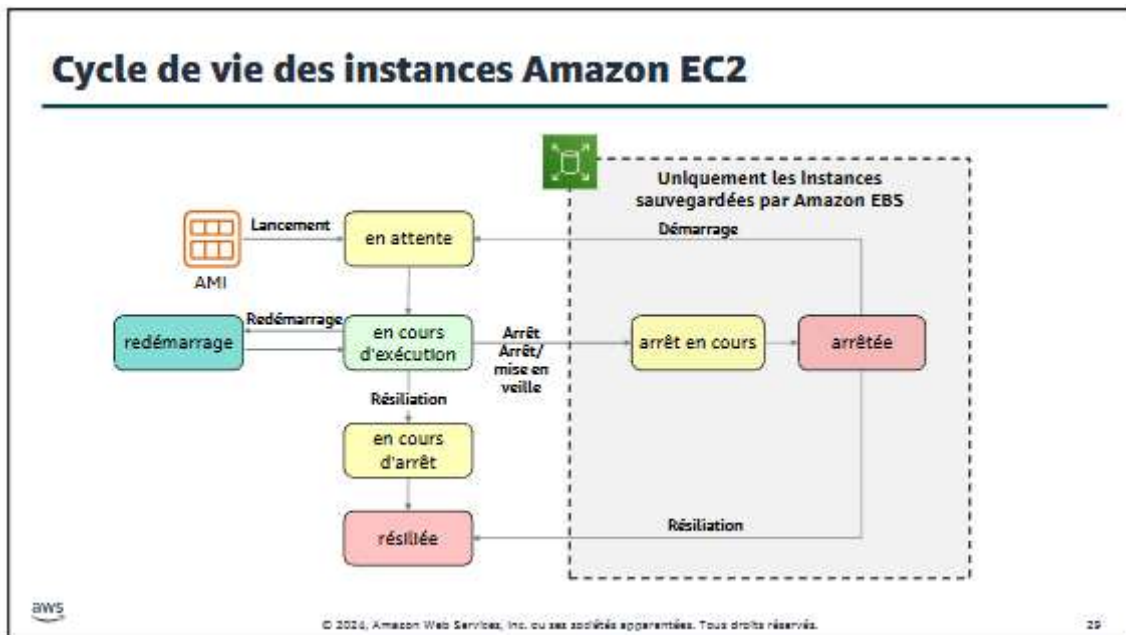 Cycle de vie des instances Amazon EC2
Uniquement les instances
sauvegardées par Amazon EBS
Lancement
en attente
Démarrage
AMI
redémarrage
Redémarrage
en cours
d'exécution
Arrêt
Arrêt/
mise en
veille
arrêt en cours
arrêtée
Résiliation
en cours
d'arrêt
résiliée
Résiliation
aws
© 2024, Amazon Web Services, Inc. ou ses sociétés apparentées. Tous droits réservés.
29